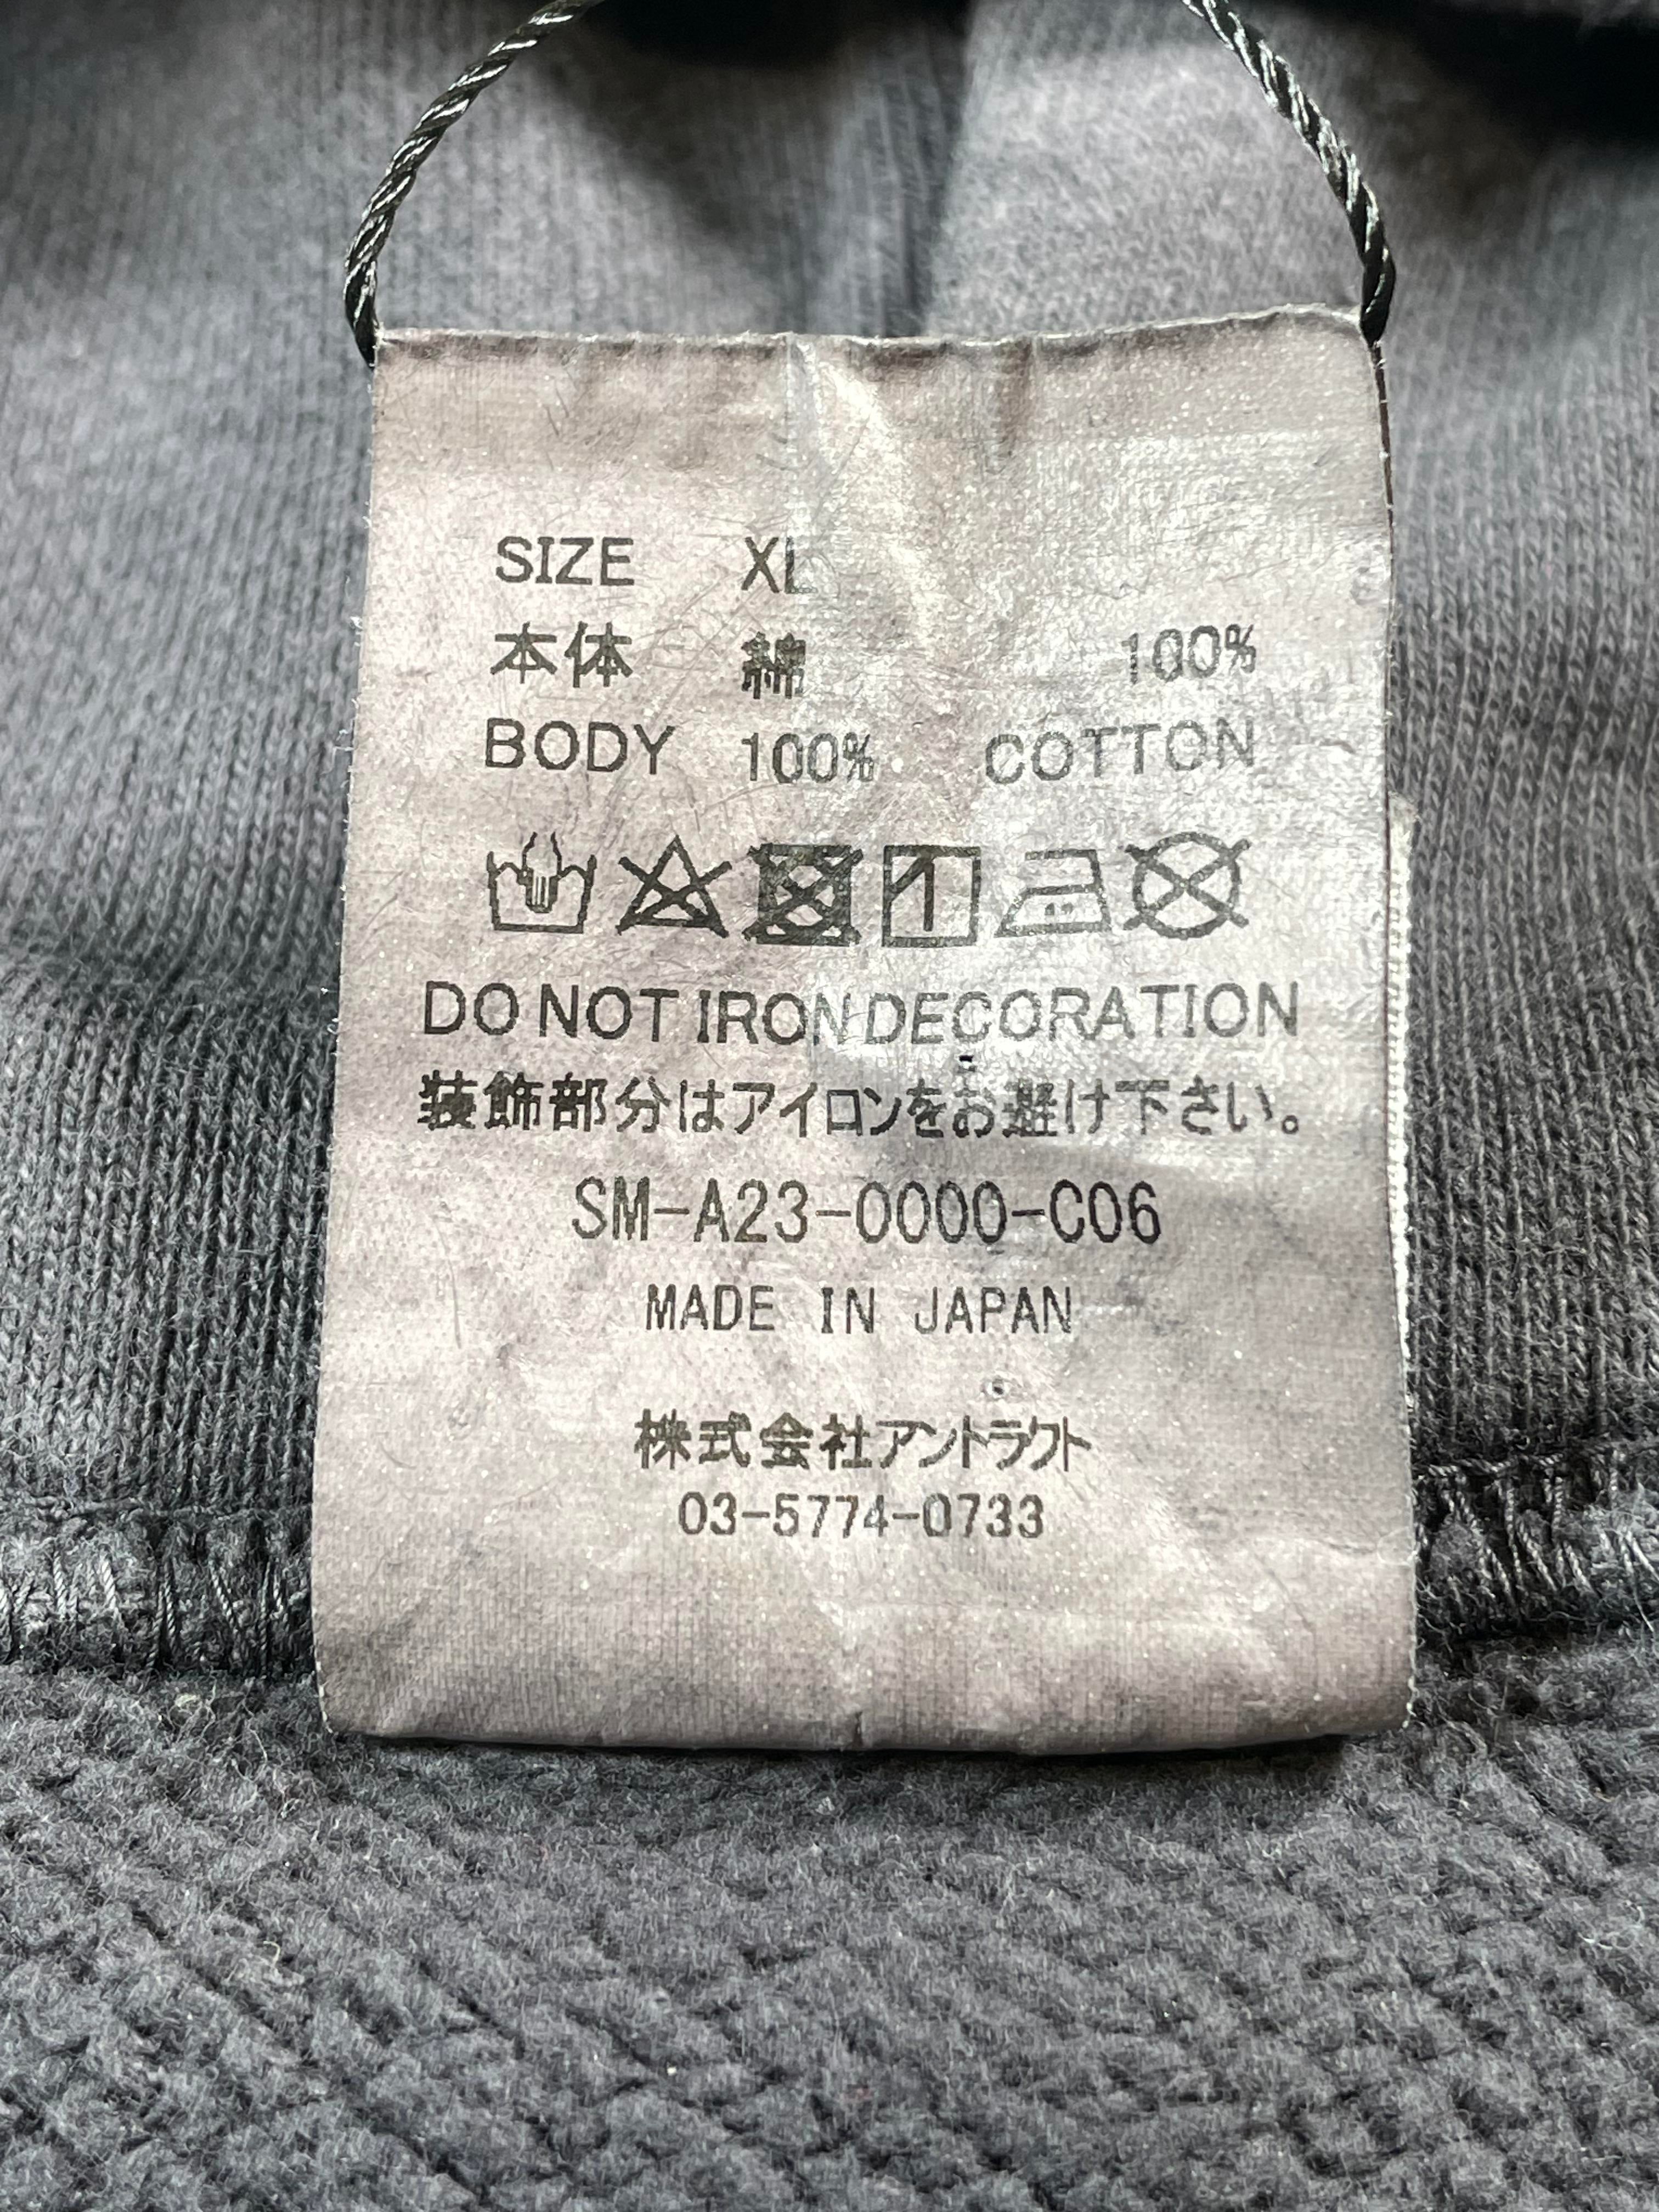 SIZE XL
本体 綿 100%
BODY 100% COTTON
DO NOT IRON DECORATION
装飾部分はアイロンをお避け下さい。
SM-A23-0000-C06
MADE IN JAPAN
株式会社アントラクト
03-5774-0733